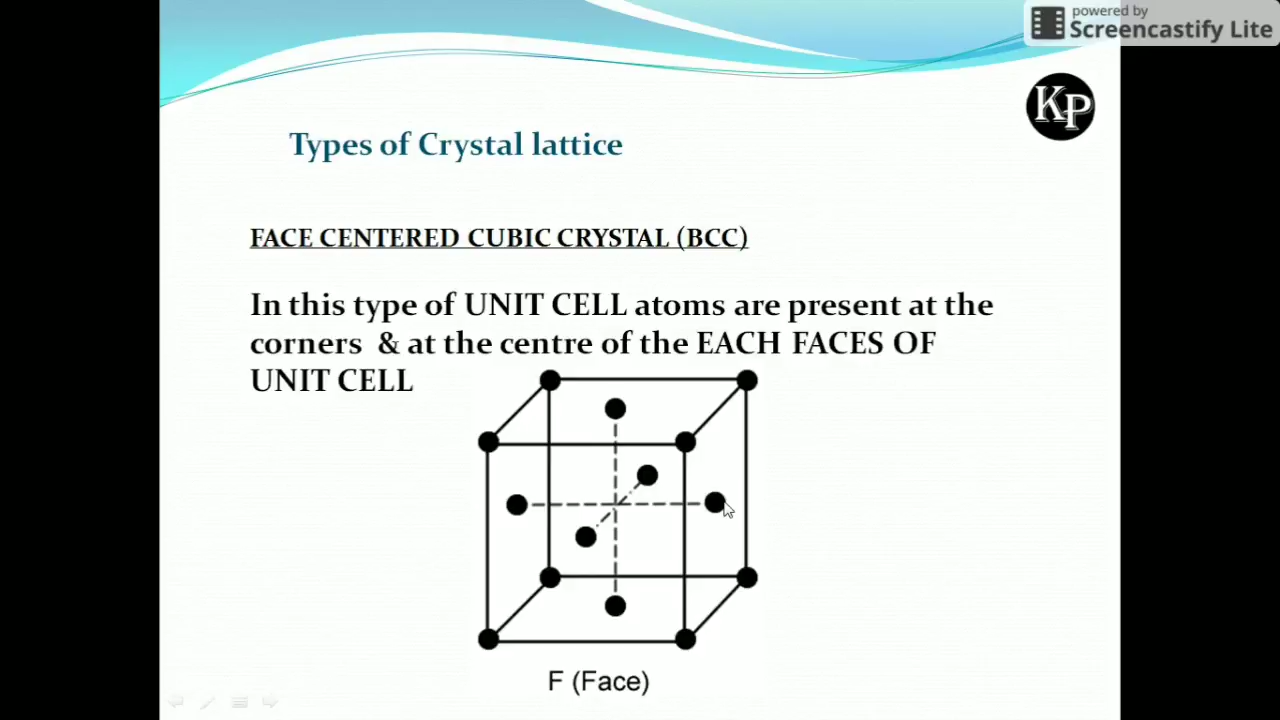 powered by
Screencastify Lite
KP
Types of Crystal lattice
FACE CENTERED CUBIC CRYSTAL (BCC)
In this type of UNIT CELL atoms are present at the
corners & at the centre of the EACH FACES OF
UNIT CELL
F (Face)